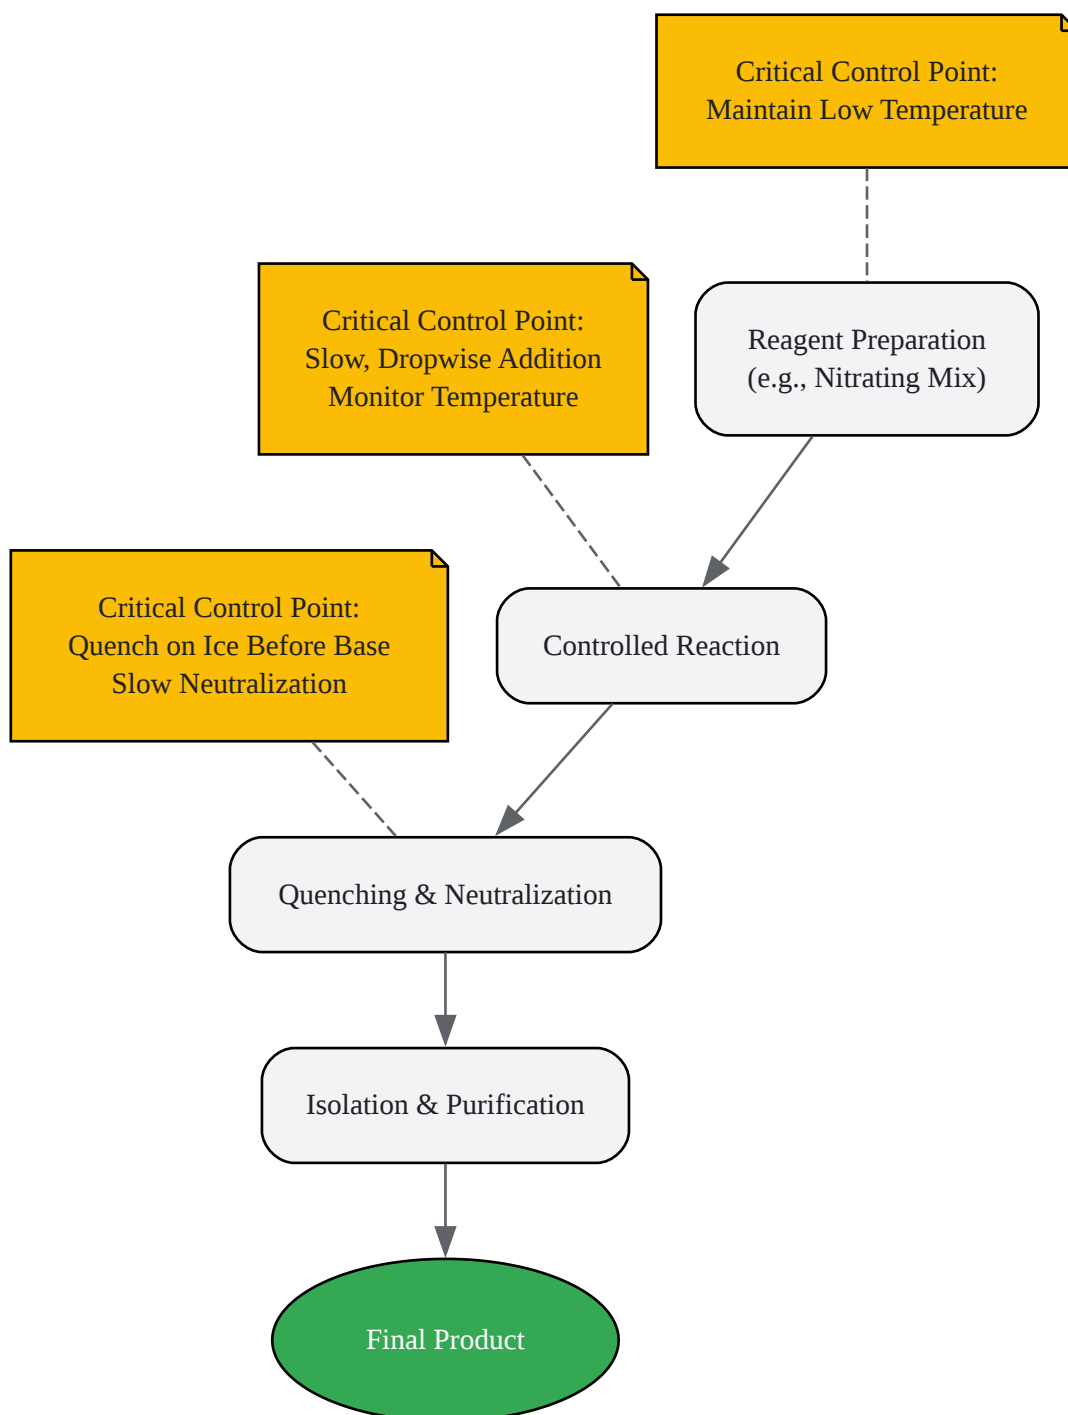 Critical Control Point:
Maintain Low Temperature
Critical Control Point:
Slow, Dropwise Addition
Monitor Temperature
Reagent Preparation
(e.g., Nitrating Mix)
Critical Control Point:
Quench on Ice Before Base
Slow Neutralization
Controlled Reaction
Quenching & Neutralization
Isolation & Purification
Final Product